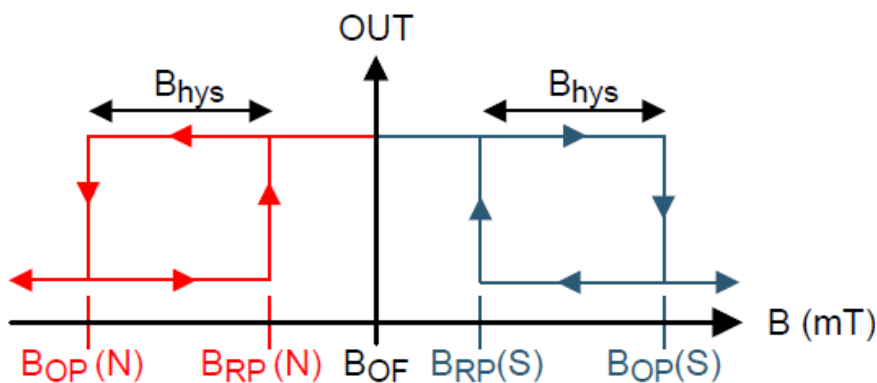 OUT
Bhys Bhys
B (mT)
BOP (N) BRP (N) BOF BRP(S) BOP(S)